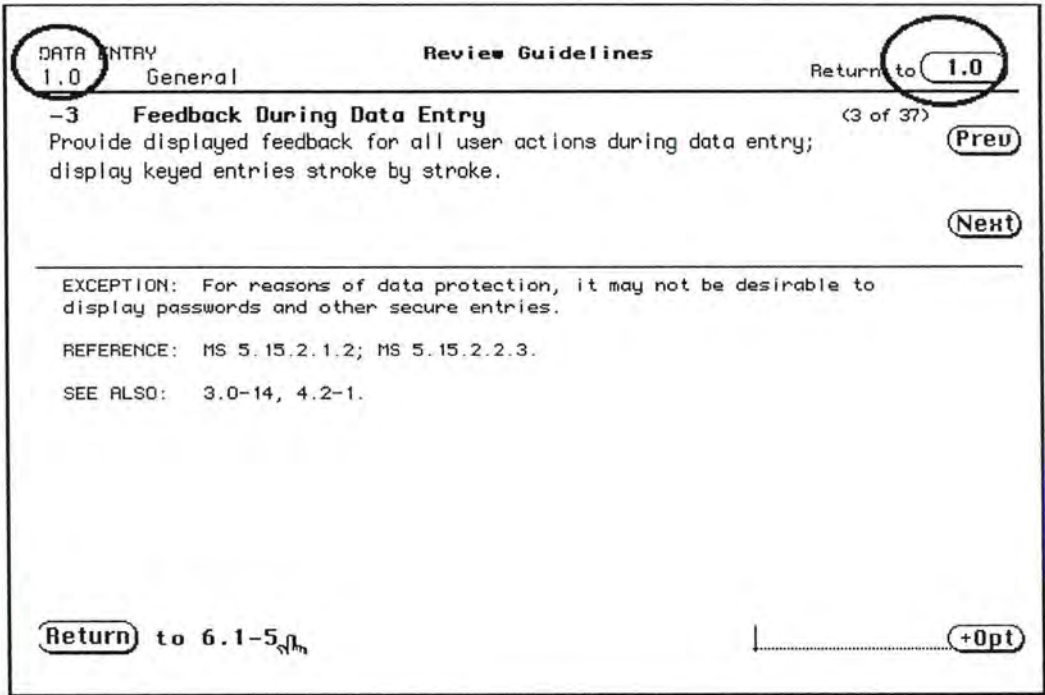 DATA ENTRY Review Guidelines
1.0 General Return to 1.0
-3 Feedback During Data Entry (3 of 37)
Provide displayed feedback for all user actions during data entry; Prev
display keyed entries stroke by stroke.
Next
EXCEPTION: For reasons of data protection, it may not be desirable to
display passwords and other secure entries.
REFERENCE: MS 5.15.2.1.2; MS 5.15.2.2.3.
SEE ALSO: 3.0-14, 4.2-1.
Return to 6.1-5 +Opt